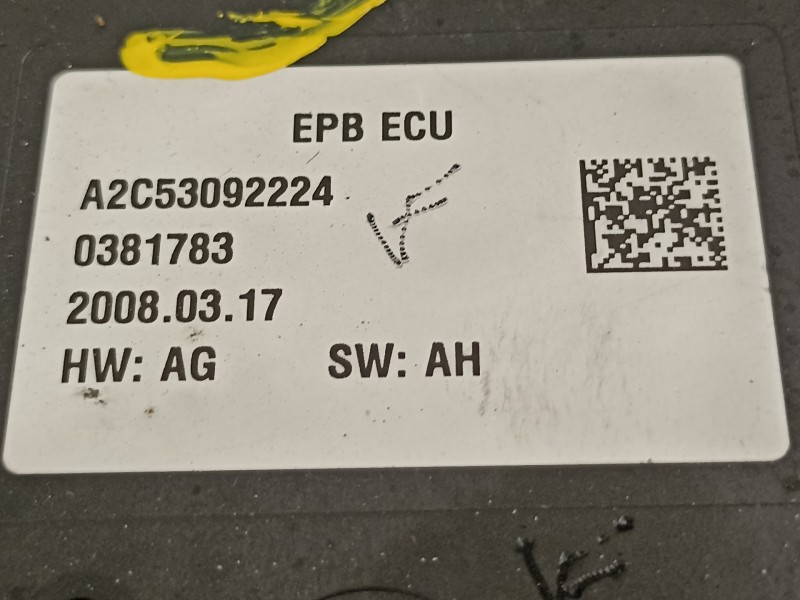 EPB ECU
A2C53092224
0381783
2008.03.17
HW: AG SW: AH